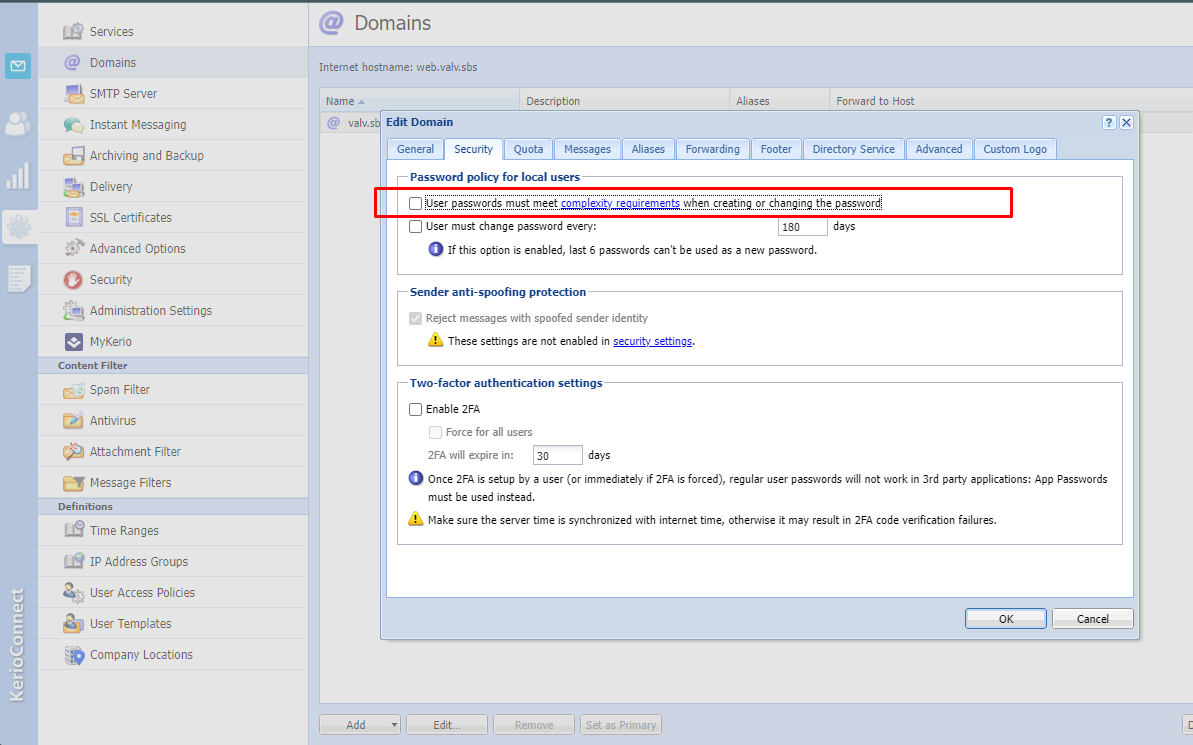 Services
Domains
SMTP Server
Instant Messaging
Archiving and Backup
Delivery
SSL Certificates
Advanced Options
Security
Administration Settings
MyKerio
Content Filter
Spam Filter
Antivirus
Attachment Filter
Message Filters
Definitions
Time Ranges
IP Address Groups
User Access Policies
User Templates
Company Locations
KerioConnect
Domains
Internet hostname: web.valv.sbs
Name Description Aliases Forward to Host
valv.sb
Edit Domain
General Security Quota Messages Aliases Forwarding Footer Directory Service Advanced Custom Logo
Password policy for local users
User passwords must meet complexity requirements when creating or changing the password
User must change password every: 180 days
If this option is enabled, last 6 passwords can't be used as a new password.
Sender anti-spoofing protection
Reject messages with spoofed sender identity
These settings are not enabled in security settings.
Two-factor authentication settings
Enable 2FA
Force for all users
2FA will expire in: 30 days
Once 2FA is setup by a user (or immediately if 2FA is forced), regular user passwords will not work in 3rd party applications: App Passwords
must be used instead.
Make sure the server time is synchronized with internet time, otherwise it may result in 2FA code verification failures.
OK Cancel
Add Edit... Remove Set as Primary